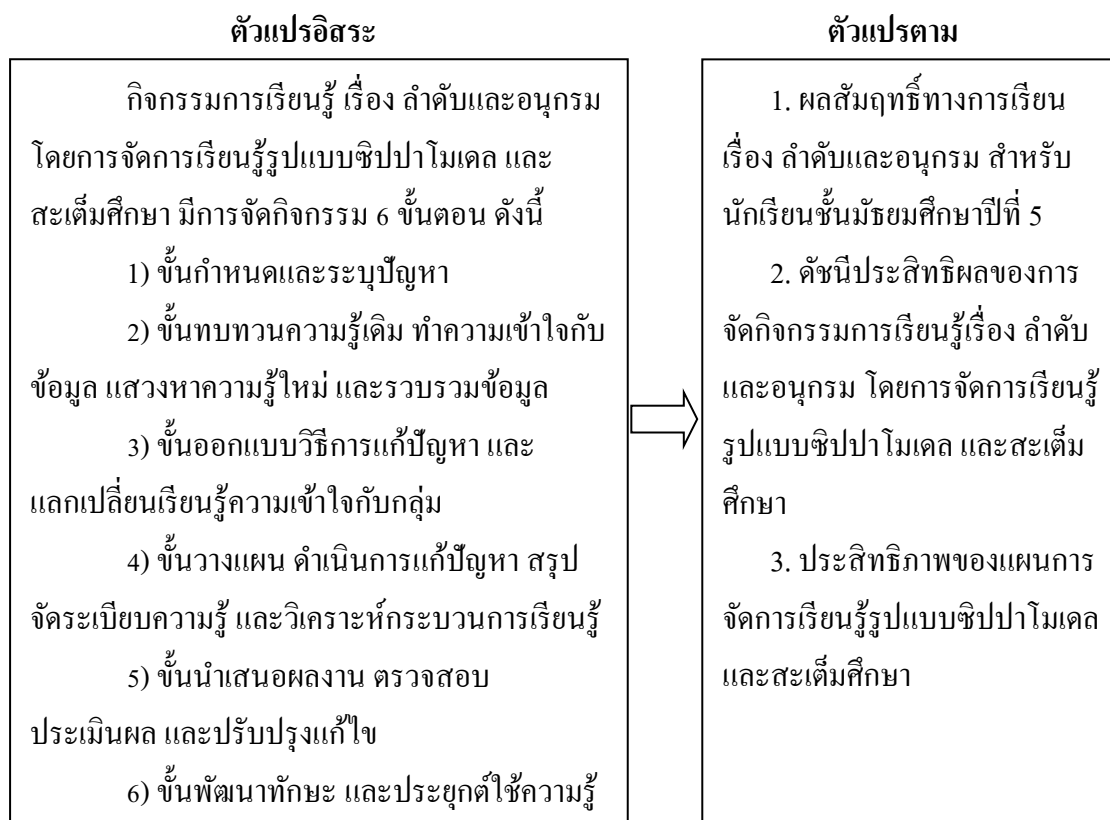 ตัวแปรอิสระ
กิจกรรมการเรียนรู้ เรื่อง ลำดับและอนุกรม
โดยการจัดการเรียนรู้รูปแบบซิปปาโมเดล และ
สะเต็มศึกษา มีการจัดกิจกรรม 6 ขั้นตอน ดังนี้
1) ขั้นกำหนดและระบุปัญหา
2) ขั้นทบทวนความรู้เดิม ทำความเข้าใจกับ
ข้อมูล แสวงหาความรู้ใหม่ และรวบรวมข้อมูล
3) ขั้นออกแบบวิธีการแก้ปัญหา และ
แลกเปลี่ยนเรียนรู้ความเข้าใจกับกลุ่ม
4) ขั้นวางแผน ดำเนินการแก้ปัญหา สรุป
จัดระเบียบความรู้ และวิเคราะห์กระบวนการเรียนรู้
5) ขั้นนำเสนอผลงาน ตรวจสอบ
ประเมินผล และปรับปรุงแก้ไข
6) ขั้นพัฒนาทักษะ และประยุกต์ใช้ความรู้
ตัวแปรตาม
1. ผลสัมฤทธิ์ทางการเรียน
เรื่อง ลำดับและอนุกรม สำหรับ
นักเรียนชั้นมัธยมศึกษาปีที่ 5
2. ดัชนีประสิทธิผลของการ
จัดกิจกรรมการเรียนรู้เรื่อง ลำดับ
และอนุกรม โดยการจัดการเรียนรู้
รูปแบบซิปปาโมเดล และสะเต็ม
ศึกษา
3. ประสิทธิภาพของแผนการ
จัดการเรียนรู้รูปแบบซิปปาโมเดล
และสะเต็มศึกษา